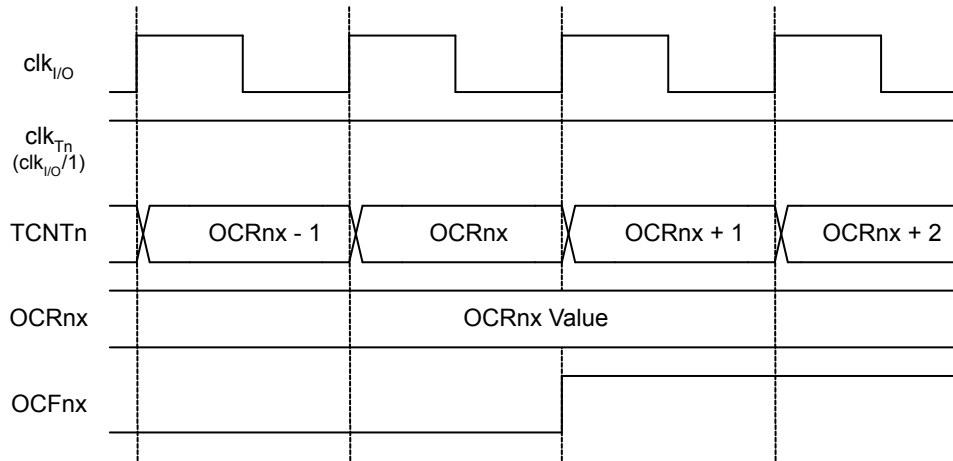 clkI/O
clkTn
(clkI/O/1)
TCNTn OCRnx - 1 OCRnx OCRnx + 1 OCRnx + 2
OCRnx OCRnx Value
OCFnx